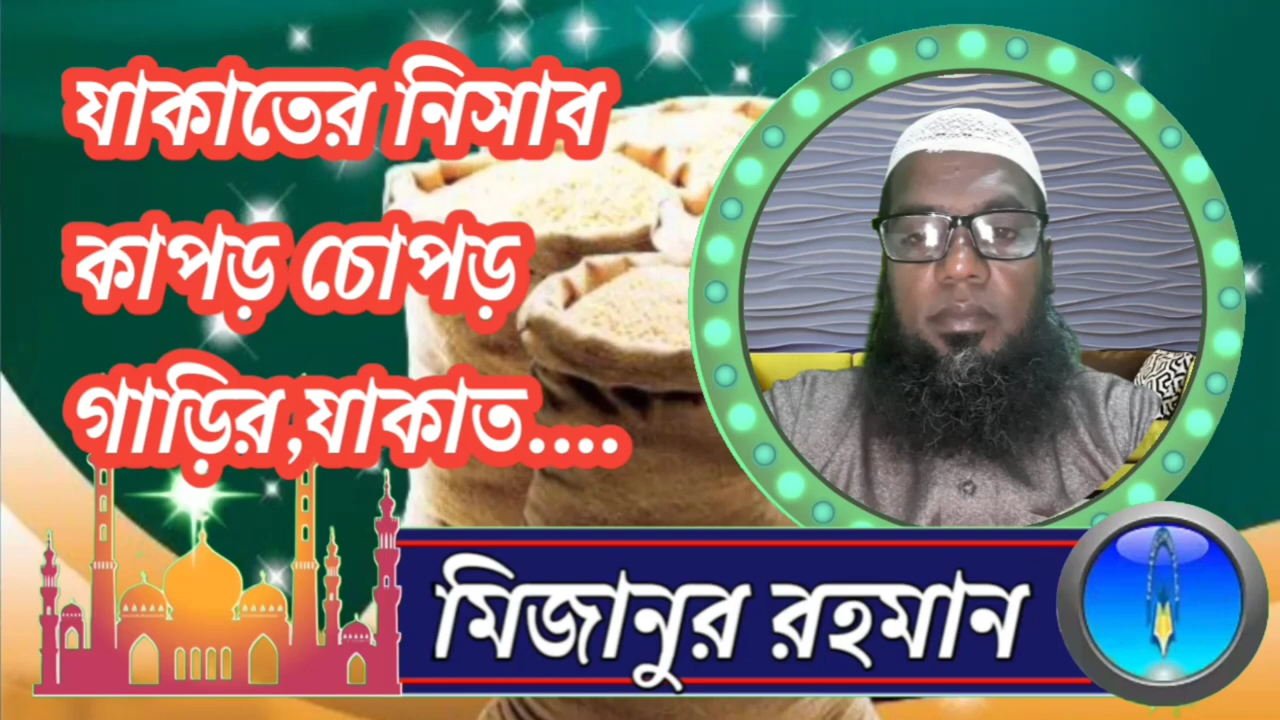 যাকাতের নিসাব
কাপড় চোপড়
গাড়ির,যাকাত....
মিজানুর রহমান